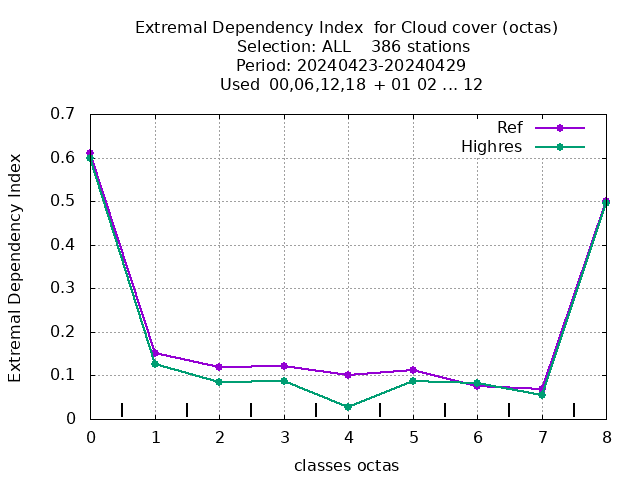 Extremal Dependency Index  for Cloud cover (octas)
Selection: ALL    386 stations
Period: 20240423-20240429
Used  00,06,12,18  + 01 02 ... 12
Ref
Highres
Extremal Dependency Index
0.7
0.6
0.5
0.4
0.3
0.2
0.1
0
0 1 2 3 4 5 6 7 8
classes octas